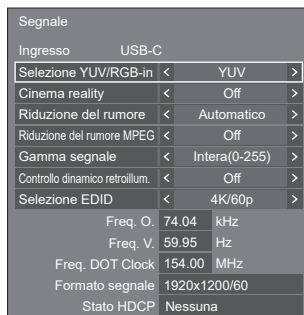 Segnale
Ingresso USB-C
Selezione YUV/RGB-in < YUV >
Cinema reality < Off >
Riduzione del rumore < Automatico >
Riduzione del rumore MPEG < Off >
Gamma segnale < Intera(0-255) >
Controllo dinamico retroillum. < Off >
Selezione EDID < 4K/60p >
Freq. O. 74.04 kHz
Freq. V. 59.95 Hz
Freq. DOT Clock 154.00 MHz
Formato segnale 1920x1200/60
Stato HDCP Nessuna